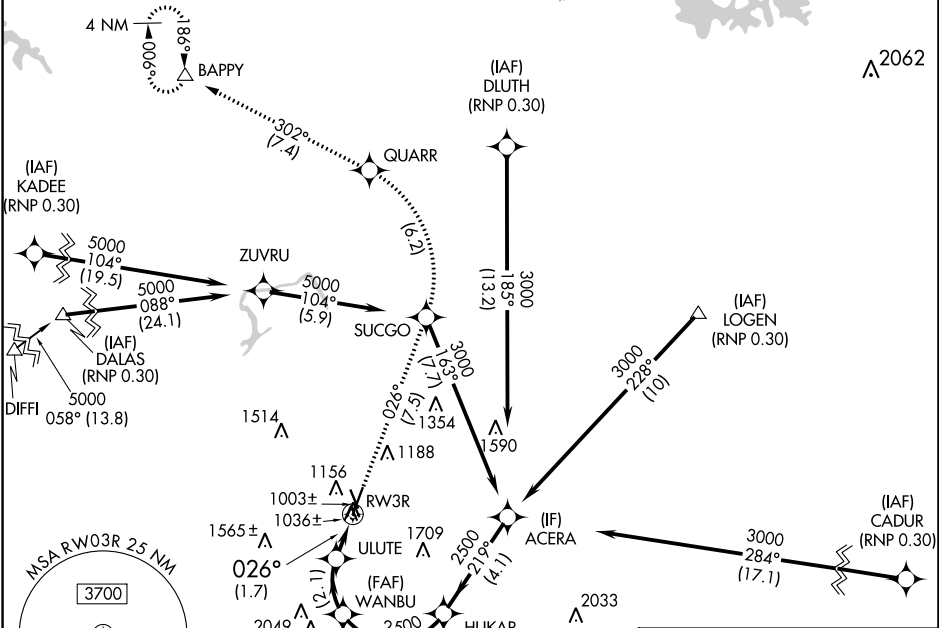 4 NM
186°
006°
BAPPY
2062
(IAF)
DLUTH
(RNP 0.30)
302°
(7.4)
QUARR
(IAF)
KADEE
(RNP 0.30)
(6.2)
5000
104°
(19.5)
ZUVRU
5000
088°
(24.1)
5000
104°
(5.9)
3000
185°
(13.2)
(IAF)
LOGEN
(RNP 0.30)
SUCGO
(IAF)
DALAS
(RNP 0.30)
3000
163°
(7.7)
3000
228°
(10)
DIFFI
5000
058° (13.8)
026°
(7.5)
1514
1354
1590
1188
1156
1003±
RW3R
1036±
1565±
1709
(IF)
ACERA
(IAF)
CADUR
(RNP 0.30)
3000
284°
(17.1)
2500
219°
(4.1)
ULUTE
026°
(1.7)
(2.1)
(FAF)
WANBU
MSA RW03R 25 NM
3700
2033
2049
2500
HUKAR